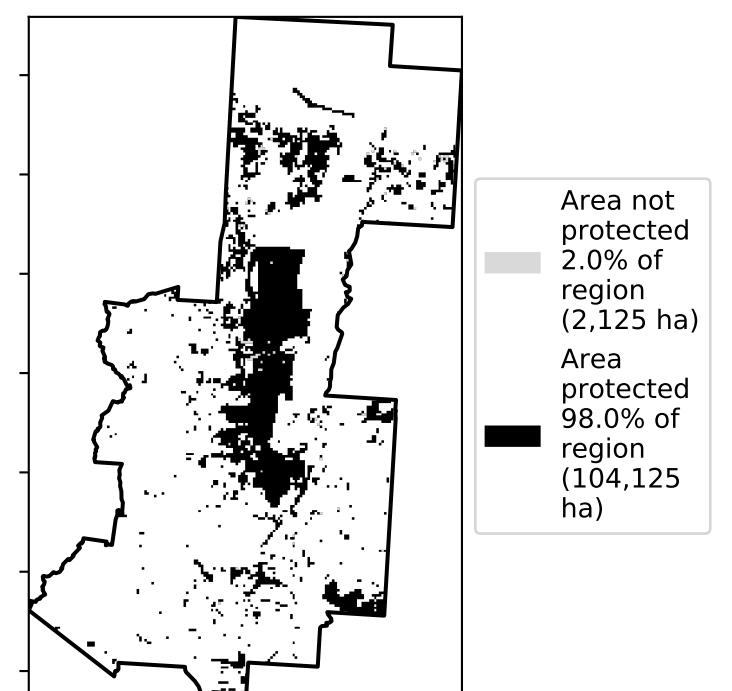 Area not
protected
2.0% of
region
(2,125 ha)
Area
protected
98.0% of
region
(104,125
ha)